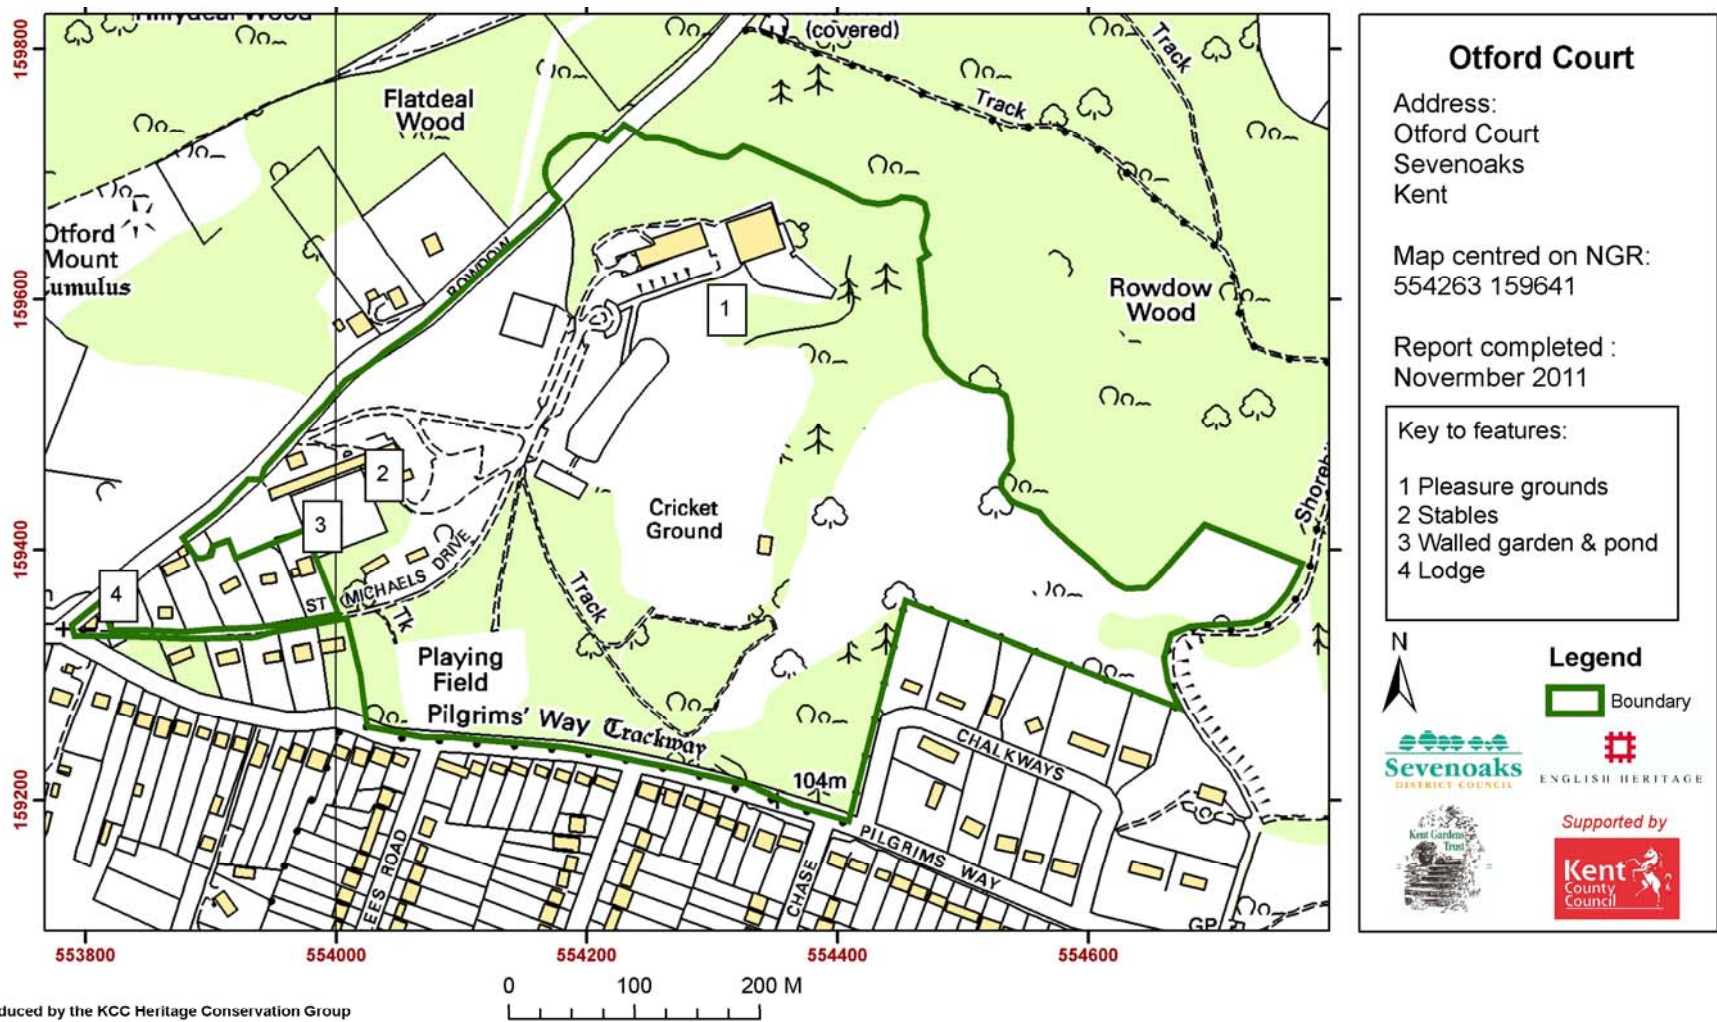 (covered)
Track
Track
Flatdeal
Wood
Otford
Mount
ROWDOW
Rowdow
Wood
1
2
3
4
Cricket
Ground
ST MICHAELS DRIVE
Tk
Track
Playing
Field
Pilgrims' Way Trackway
104m
CHALKWAYS
PILGRIMS WAY
CHASE
ROAD
GP
159800
159600
159400
159200
553800
554000
554200
554400
554600
0 100 200 M
duced by the KCC Heritage Conservation Group
Otford Court
Address:
Otford Court
Sevenoaks
Kent
Map centred on NGR:
554263 159641
Report completed :
Novermber 2011
Key to features:
1 Pleasure grounds
2 Stables
3 Walled garden & pond
4 Lodge
N
Legend
Boundary
Sevenoaks
DISTRICT COUNCIL
ENGLISH HERITAGE
Kent Gardens
Trust
Supported by
Kent
County
Council